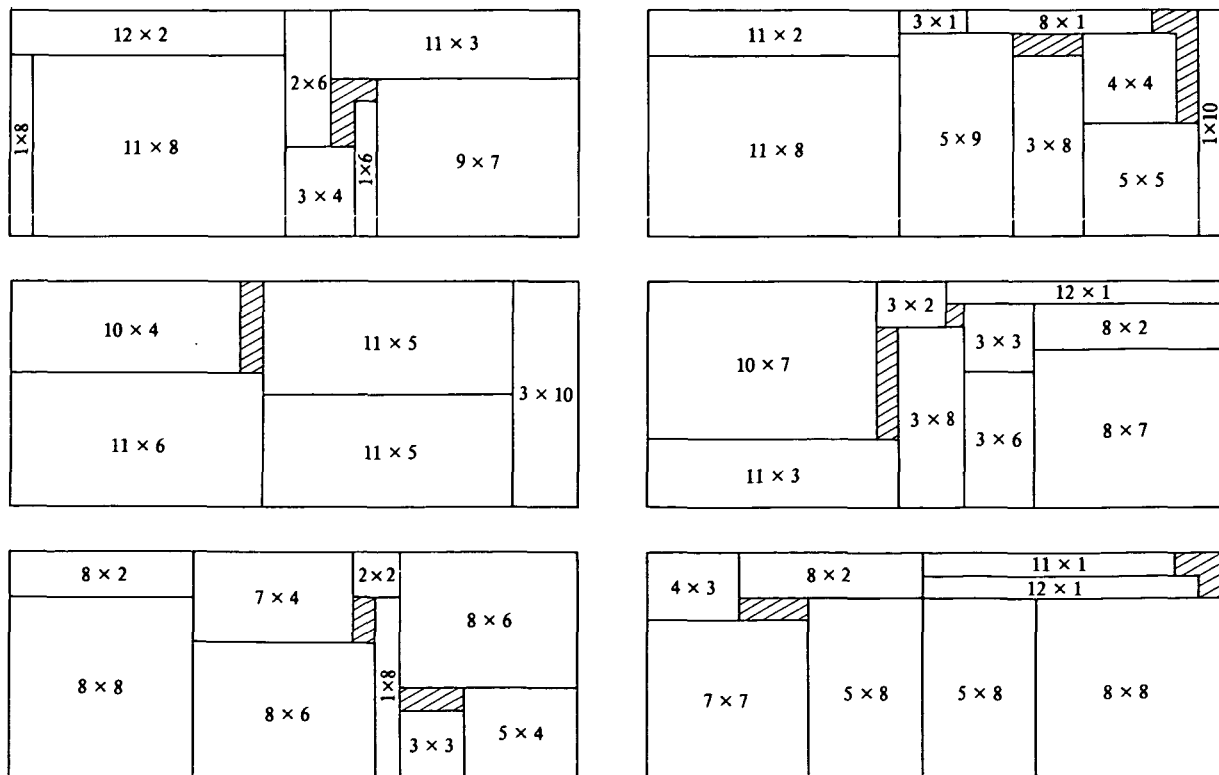 12 × 2
2 × 6
11 × 3
1×8
11 × 8
3 × 4
1×6
9 × 7
11 × 2
3 × 1
8 × 1
11 × 8
5 × 9
3 × 8
4 × 4
5 × 5
1×10
10 × 4
11 × 5
11 × 6
11 × 5
3 × 10
10 × 7
3 × 2
12 × 1
11 × 3
3 × 8
3 × 3
3 × 6
8 × 2
8 × 7
8 × 2
7 × 4
2×2
8 × 6
8 × 8
8 × 6
1×8
3 × 3
5 × 4
4 × 3
8 × 2
11 × 1
12 × 1
7 × 7
5 × 8
5 × 8
8 × 8